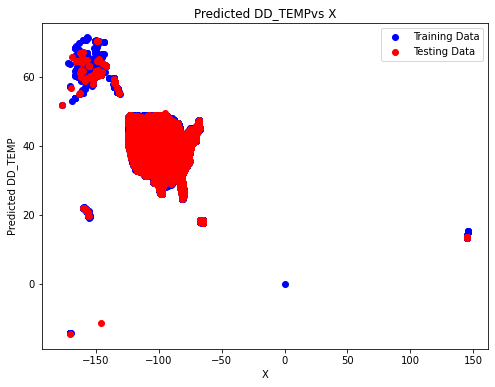 Predicted DD_TEMPvs X
Training Data
Testing Data
Predicted DD_TEMP
60
40
20
0
−150
−100
−50
0
50
100
150
X